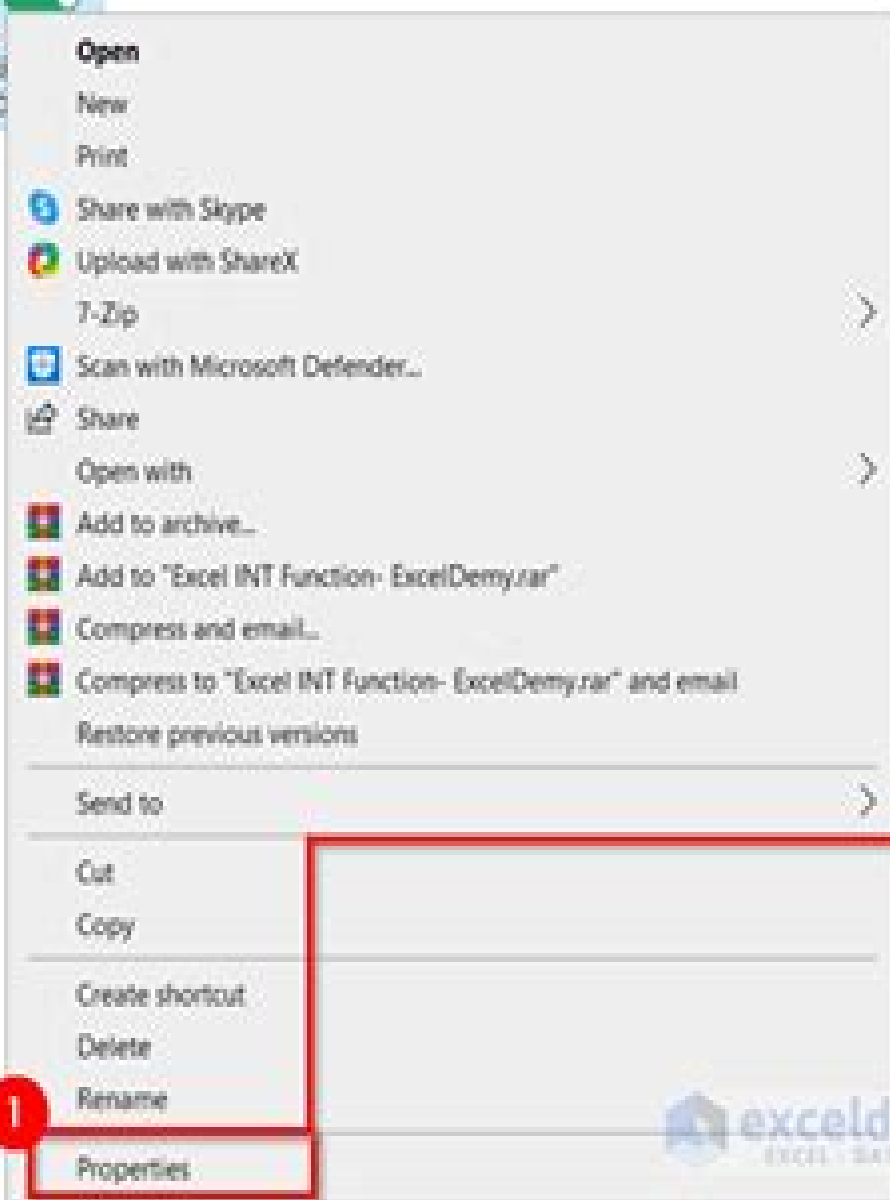 Open
New
Print
Share with Skype
Upload with ShareX
7-Zip
Scan with Microsoft Defender...
Share
Open with
Add to archive...
Add to "Excel INT Function- ExcelDemy.rar"
Compress and email...
Compress to "Excel INT Function- ExcelDemy.rar" and email
Restore previous versions
Send to
Cut
Copy
Create shortcut
Delete
Rename
1
exceld
Properties